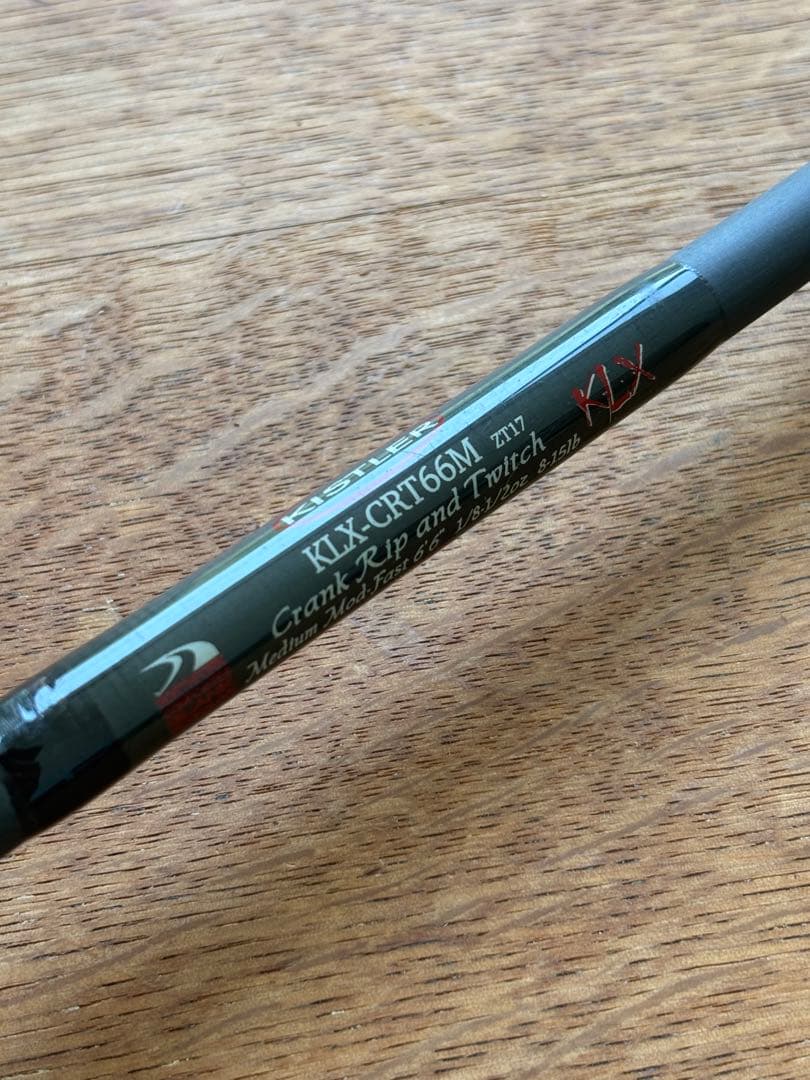 KISTLER
KLX-CRT66M ZT17
Crank Rip and Twitch
Medium Mod-Fast 6'6" 1/8-1/2oz 8-15lb
KLX